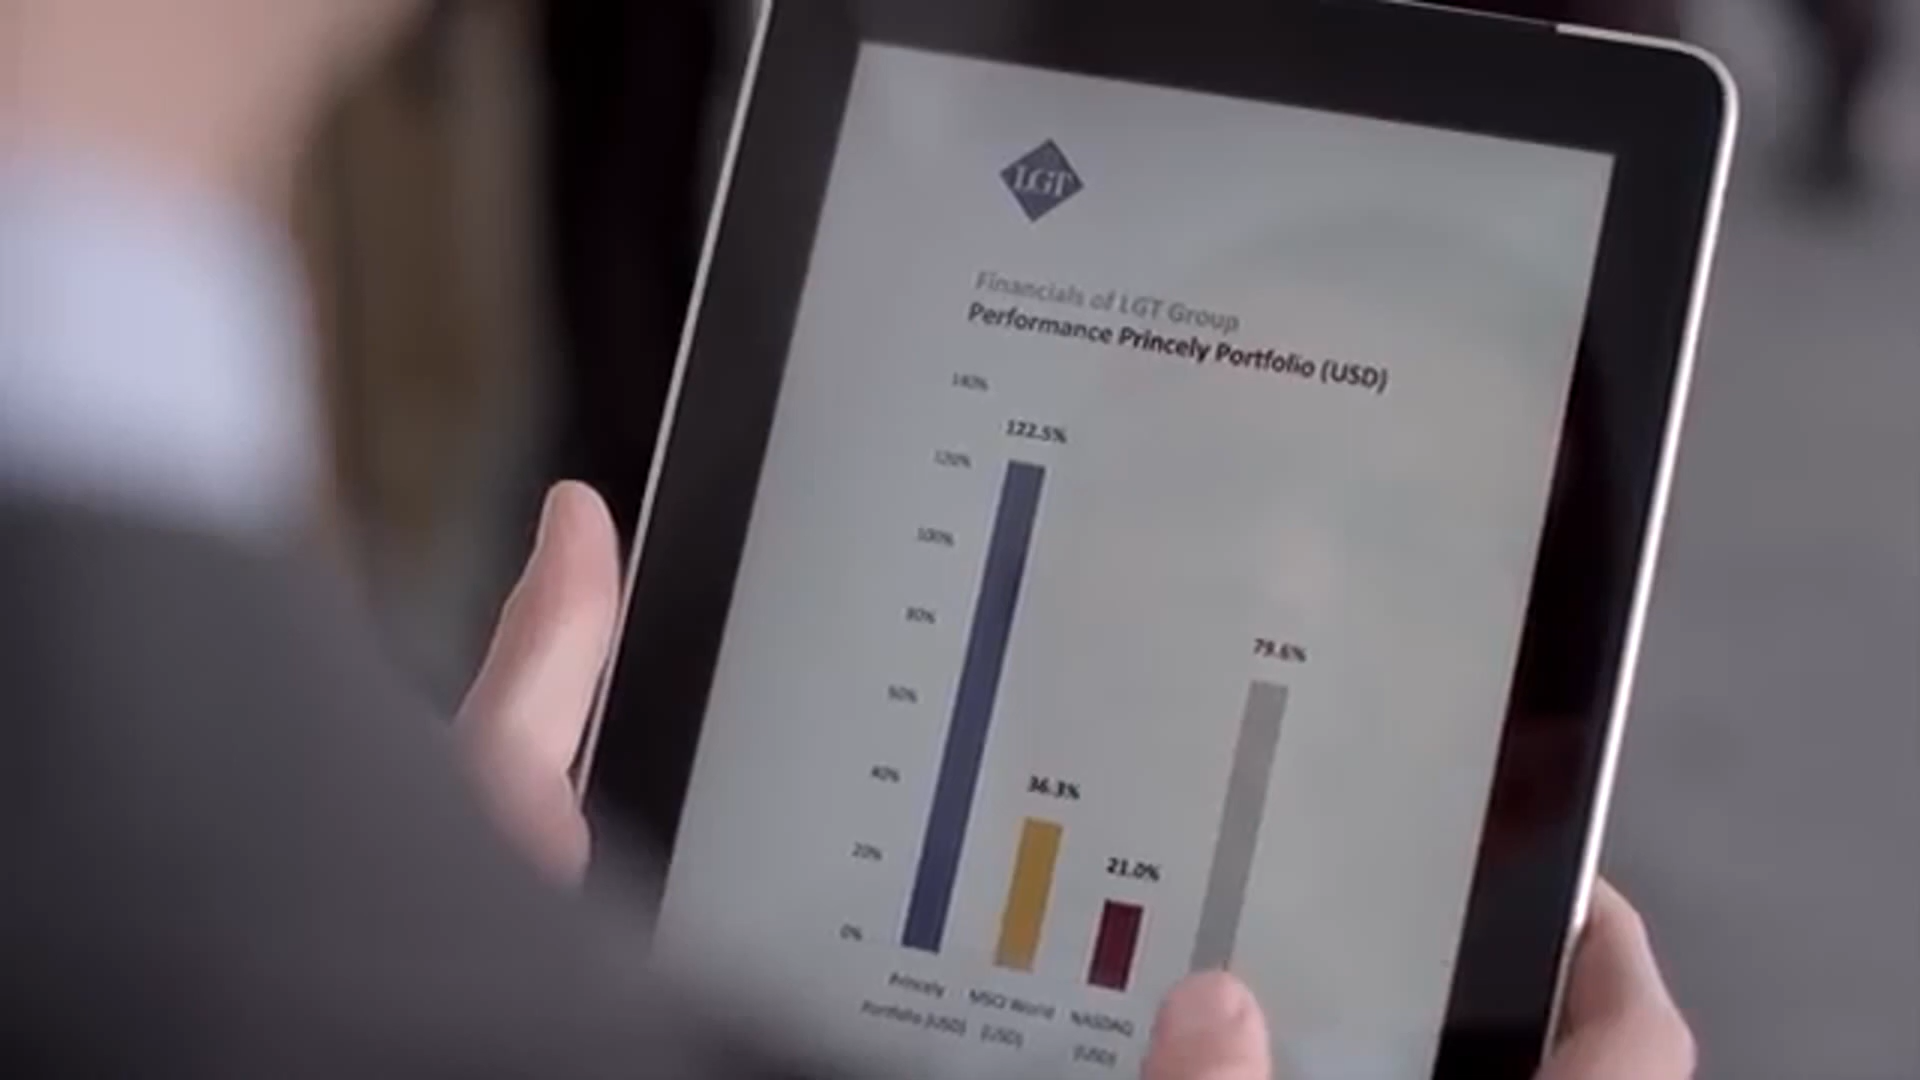 LGT
Financials of LGT Group
Performance Princely Portfolio (USD)
140%
122.5%
120%
100%
80%
79.6%
60%
40%
36.3%
20%
21.0%
0%
Princely
Portfolio (USD)
MSCI World
(USD)
NASDAQ
(USD)